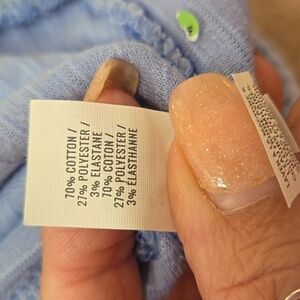 70% COTTON /
27% POLYESTER /
3% ELASTANE
70% COTON /
27% POLYESTER /
3% ÉLASTHANNE